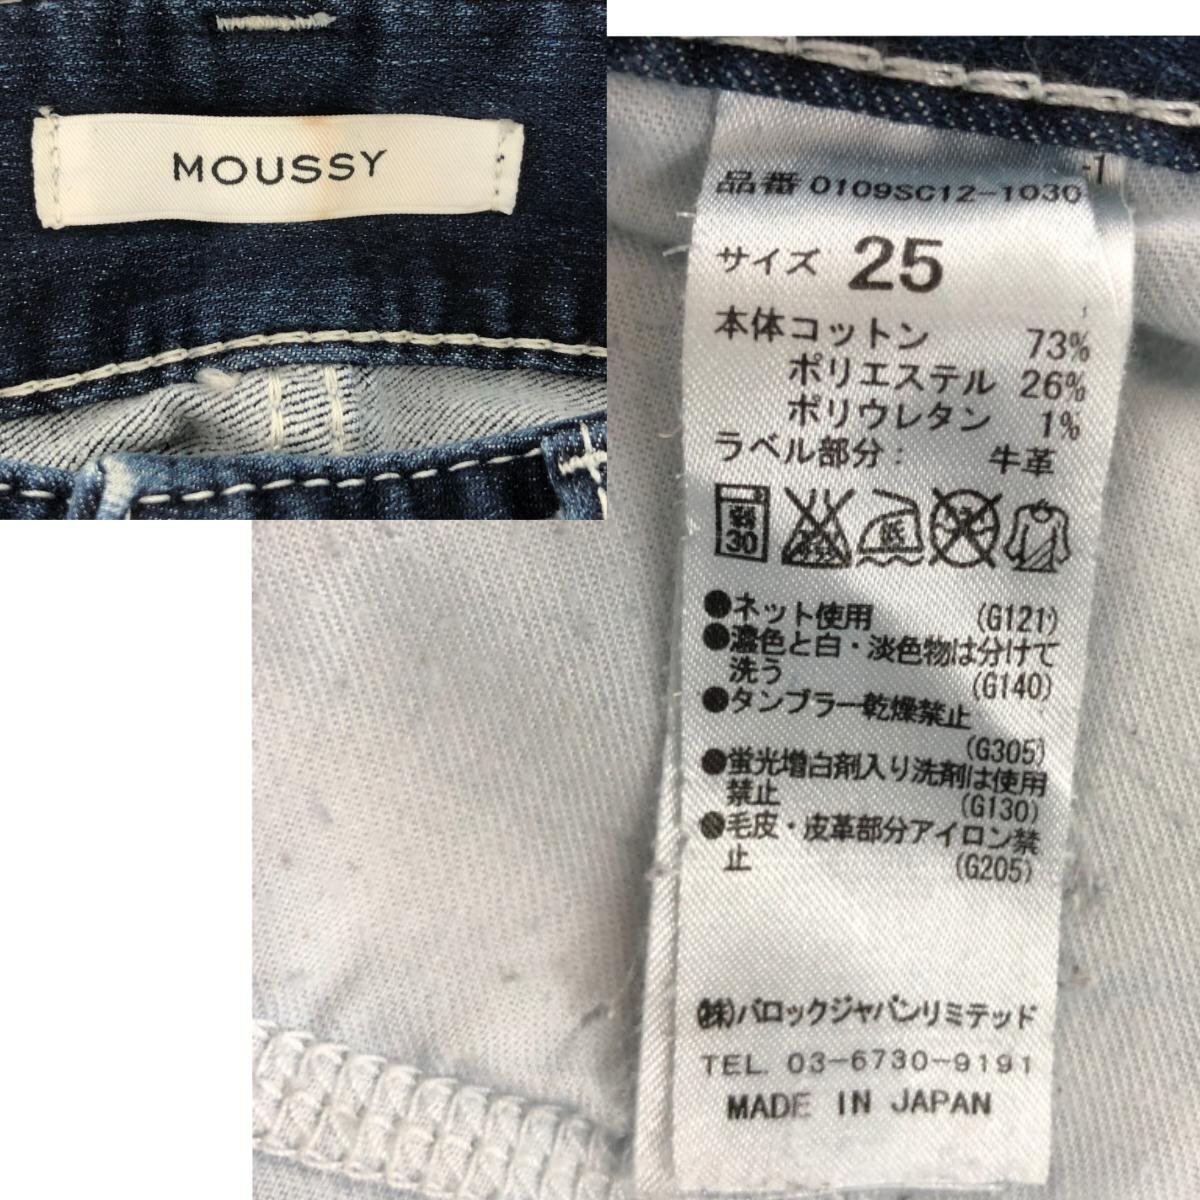 MOUSSY
-1
品番 0109SC12-1030
サイズ 25
本体コットン 73%
ポリエステル 26%
ポリウレタン 1%
ラベル部分: 牛革
弱
30
低
●ネット使用 (G121)
●濃色と白・淡色物は分けて
洗う (G140)
●タンブラー乾燥禁止
(G305)
●蛍光増白剤入り洗剤は使用
禁止 (G130)
●毛皮・皮革部分アイロン禁
止 (G205)
㈱バロックジャパンリミテッド
TEL. 03-6730-9191
MADE IN JAPAN